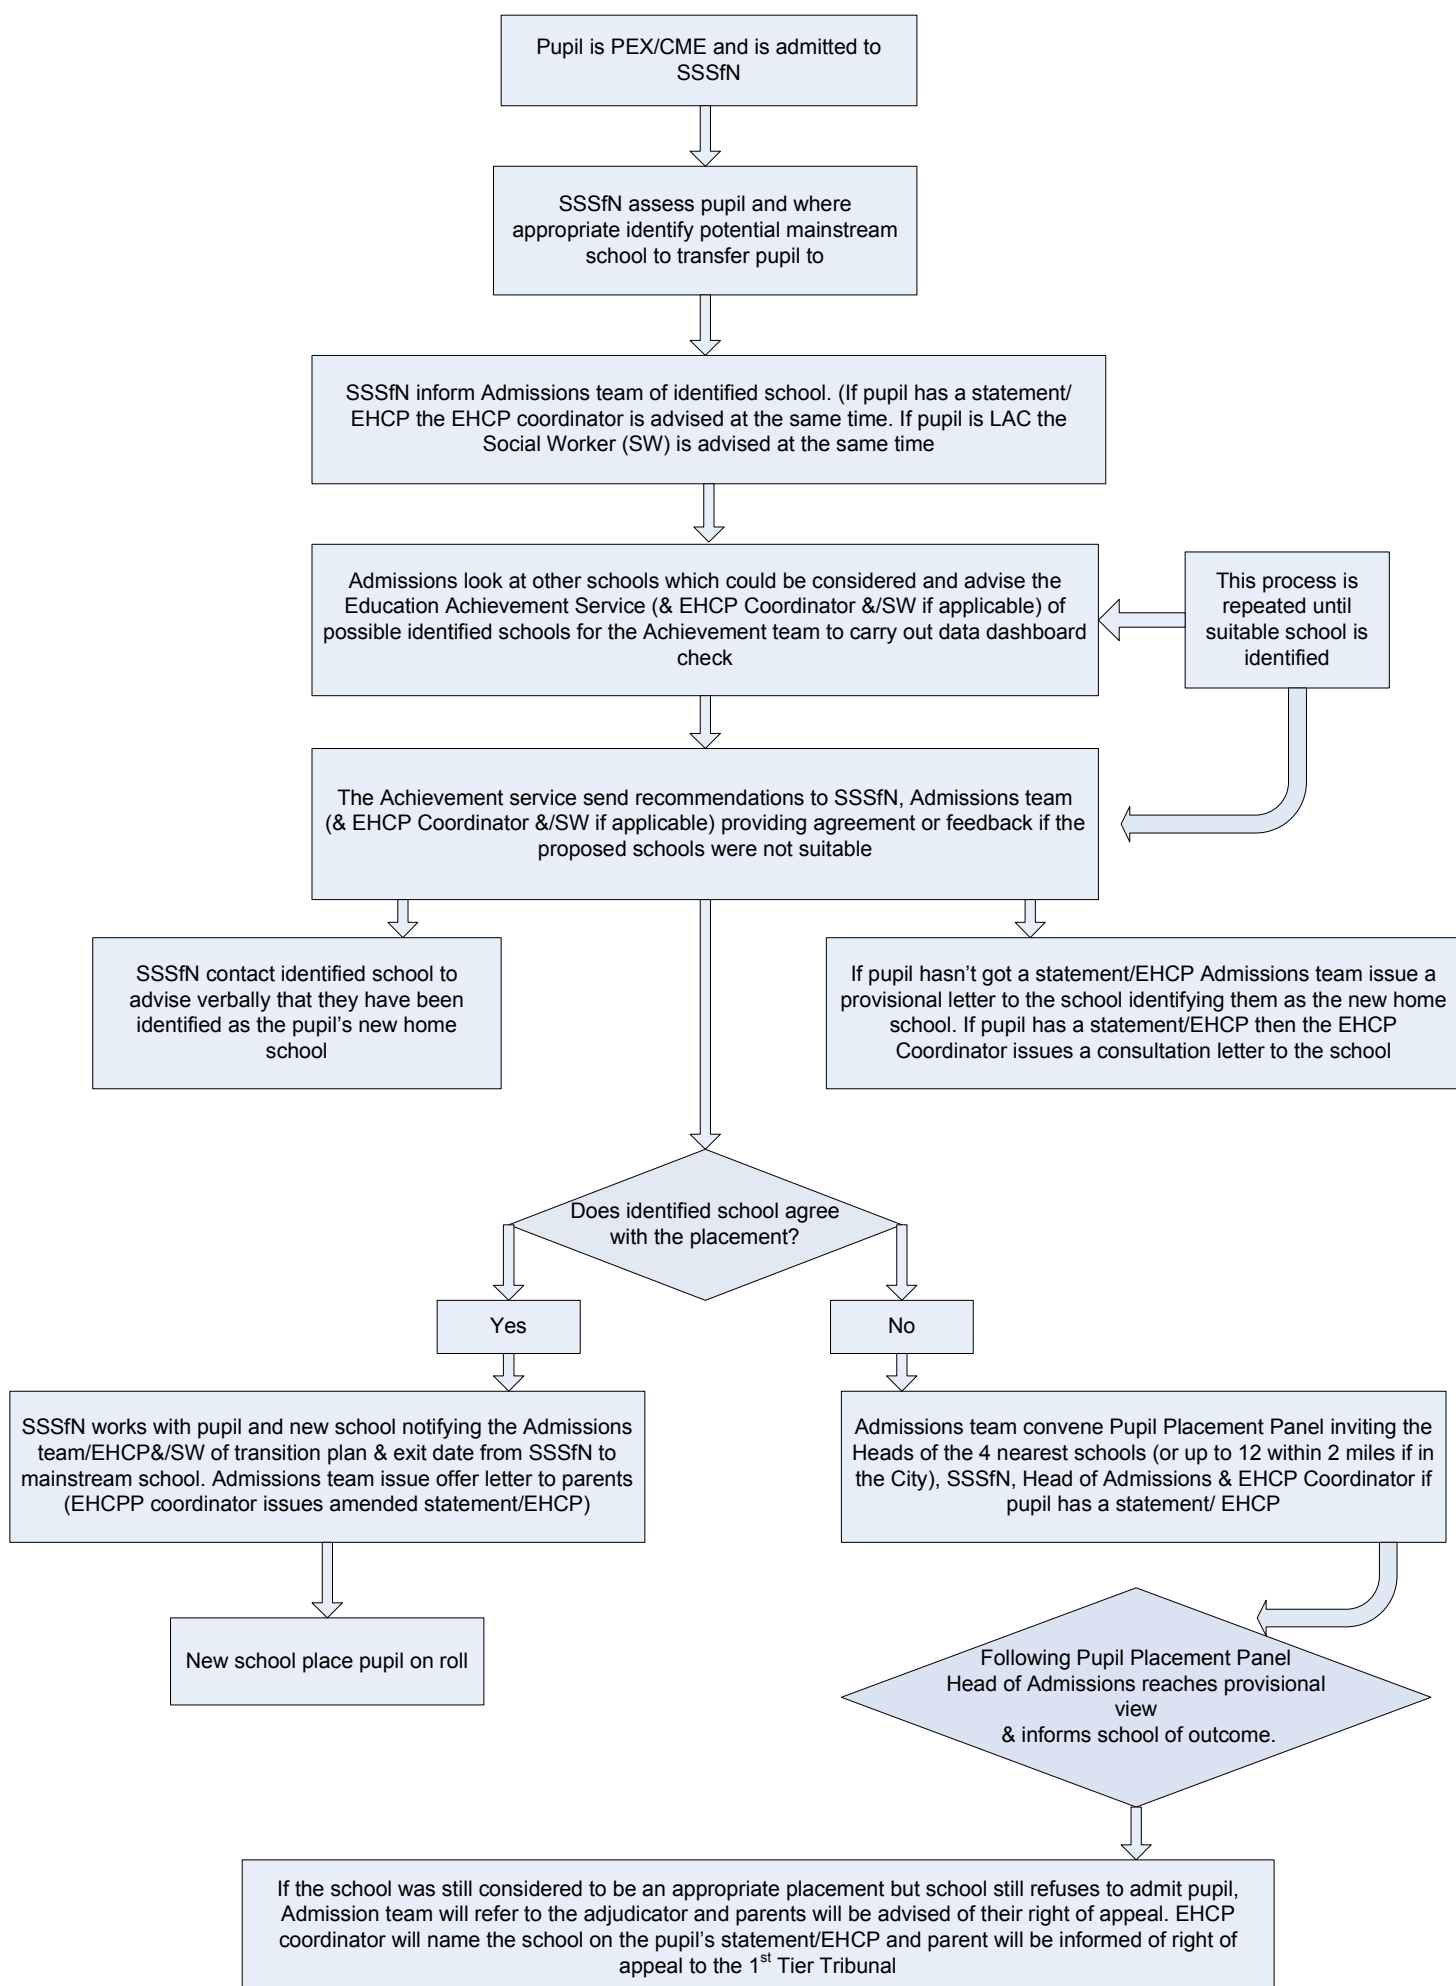 Pupil is PEX/CME and is admitted to
SSSfN
SSSfN assess pupil and where
appropriate identify potential mainstream
school to transfer pupil to
SSSfN inform Admissions team of identified school. (If pupil has a statement/
EHCP the EHCP coordinator is advised at the same time. If pupil is LAC the
Social Worker (SW) is advised at the same time
Admissions look at other schools which could be considered and advise the
Education Achievement Service (& EHCP Coordinator &/SW if applicable) of
possible identified schools for the Achievement team to carry out data dashboard
check
This process is
repeated until
suitable school is
identified
The Achievement service send recommendations to SSSfN, Admissions team
(& EHCP Coordinator &/SW if applicable) providing agreement or feedback if the
proposed schools were not suitable
SSSfN contact identified school to
advise verbally that they have been
identified as the pupil’s new home
school
If pupil hasn’t got a statement/EHCP Admissions team issue a
provisional letter to the school identifying them as the new home
school. If pupil has a statement/EHCP then the EHCP
Coordinator issues a consultation letter to the school
Does identified school agree
with the placement?
Yes
No
SSSfN works with pupil and new school notifying the Admissions
team/EHCP&/SW of transition plan & exit date from SSSfN to
mainstream school. Admissions team issue offer letter to parents
(EHCPP coordinator issues amended statement/EHCP)
Admissions team convene Pupil Placement Panel inviting the
Heads of the 4 nearest schools (or up to 12 within 2 miles if in
the City), SSSfN, Head of Admissions & EHCP Coordinator if
pupil has a statement/ EHCP
New school place pupil on roll
Following Pupil Placement Panel
Head of Admissions reaches provisional
view
& informs school of outcome.
If the school was still considered to be an appropriate placement but school still refuses to admit pupil,
Admission team will refer to the adjudicator and parents will be advised of their right of appeal. EHCP
coordinator will name the school on the pupil’s statement/EHCP and parent will be informed of right of
appeal to the 1st Tier Tribunal